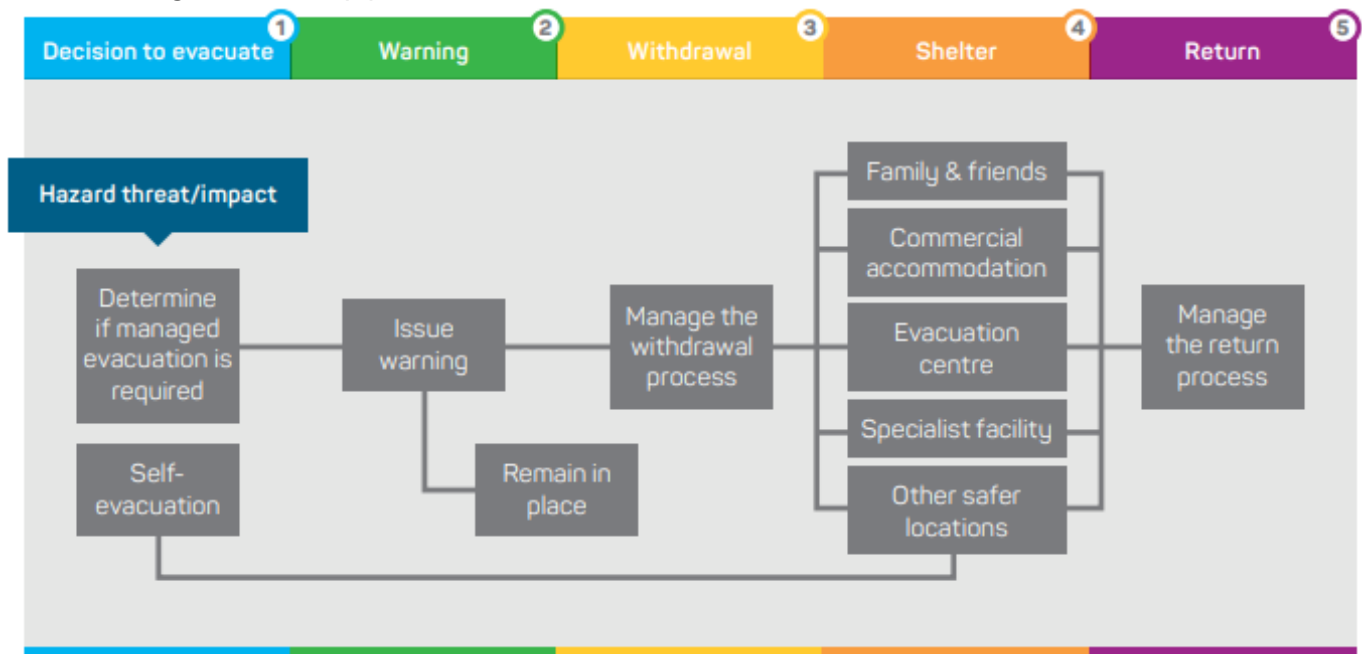 1
2
3
4
5
Decision to evacuate
Warning
Withdrawal
Shelter
Return
Hazard threat/impact
Determine
if managed
evacuation is
required
Self-
evacuation
Issue
warning
Remain in
place
Manage the
withdrawal
process
Family & friends
Commercial
accommodation
Evacuation
centre
Specialist facility
Other safer
locations
Manage
the return
process